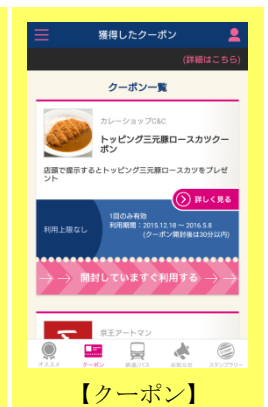 獲得したクーポン
(詳細はこちら)
クーポン一覧
カレーショップC&C
トッピング三元豚ロースカツクー
ポン
店頭で提示するとトッピング三元豚ロースカツをプレゼ
ント
詳しく見る
利用上限なし
1回のみ有効
利用期間：2015.12.18～2016.5.8
(クーポン開封後は30分以内)
→ → 開封していますぐ利用する → →
京王アートマン
オススメ
クーポン
鉄道/バス
お知らせ
スタンプラリー
【クーポン】